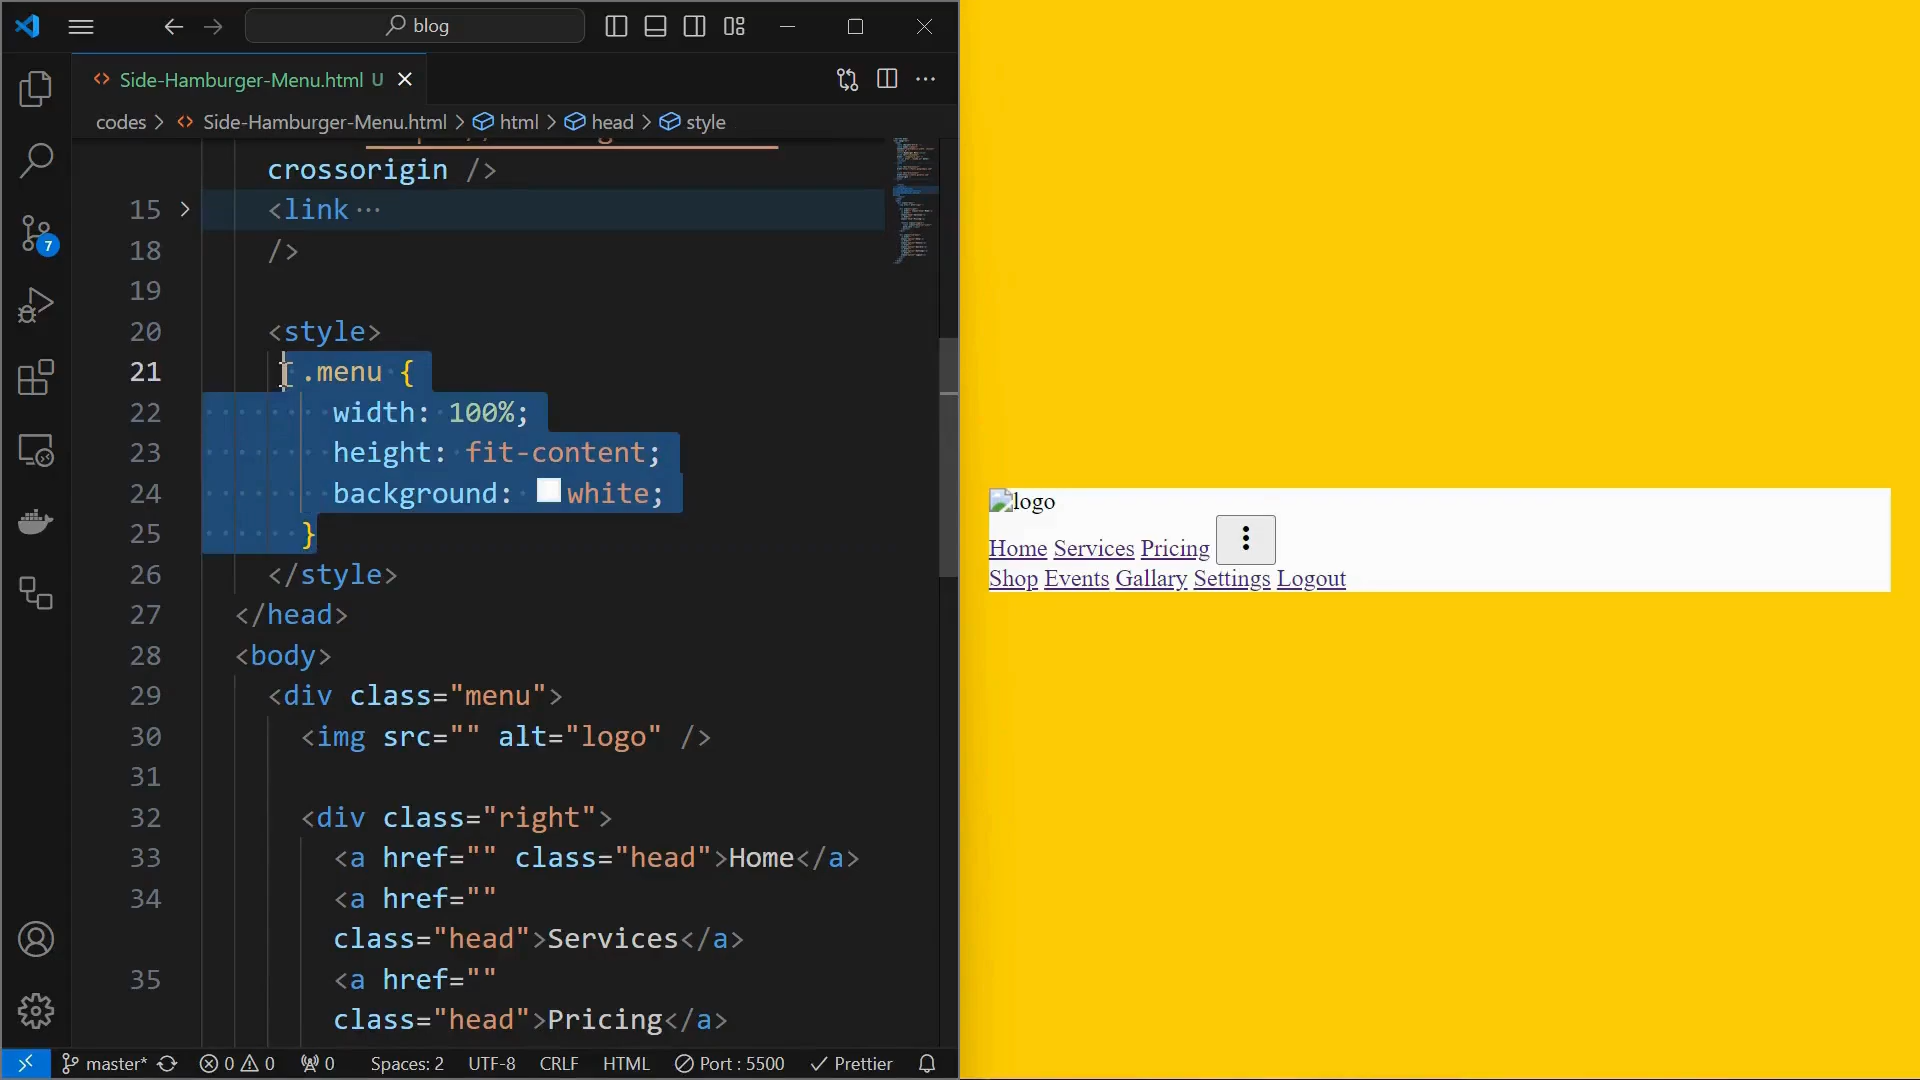 blog
Side-Hamburger-Menu.html U
codes > Side-Hamburger-Menu.html > html > head > style
crossorigin />
15 > <link ···
18 />
19
20 <style>
21 .menu {
22 width: 100%;
23 height: fit-content;
24 background: white;
25 }
26 </style>
27 </head>
28 <body>
29 <div class="menu">
30 <img src="" alt="logo" />
31
32 <div class="right">
33 <a href="" class="head">Home</a>
34 <a href=""
class="head">Services</a>
35 <a href=""
class="head">Pricing</a>
7
master* 0 0 0 Spaces: 2 UTF-8 CRLF HTML Port : 5500 Prettier
logo
Home Services Pricing
Shop Events Gallary Settings Logout